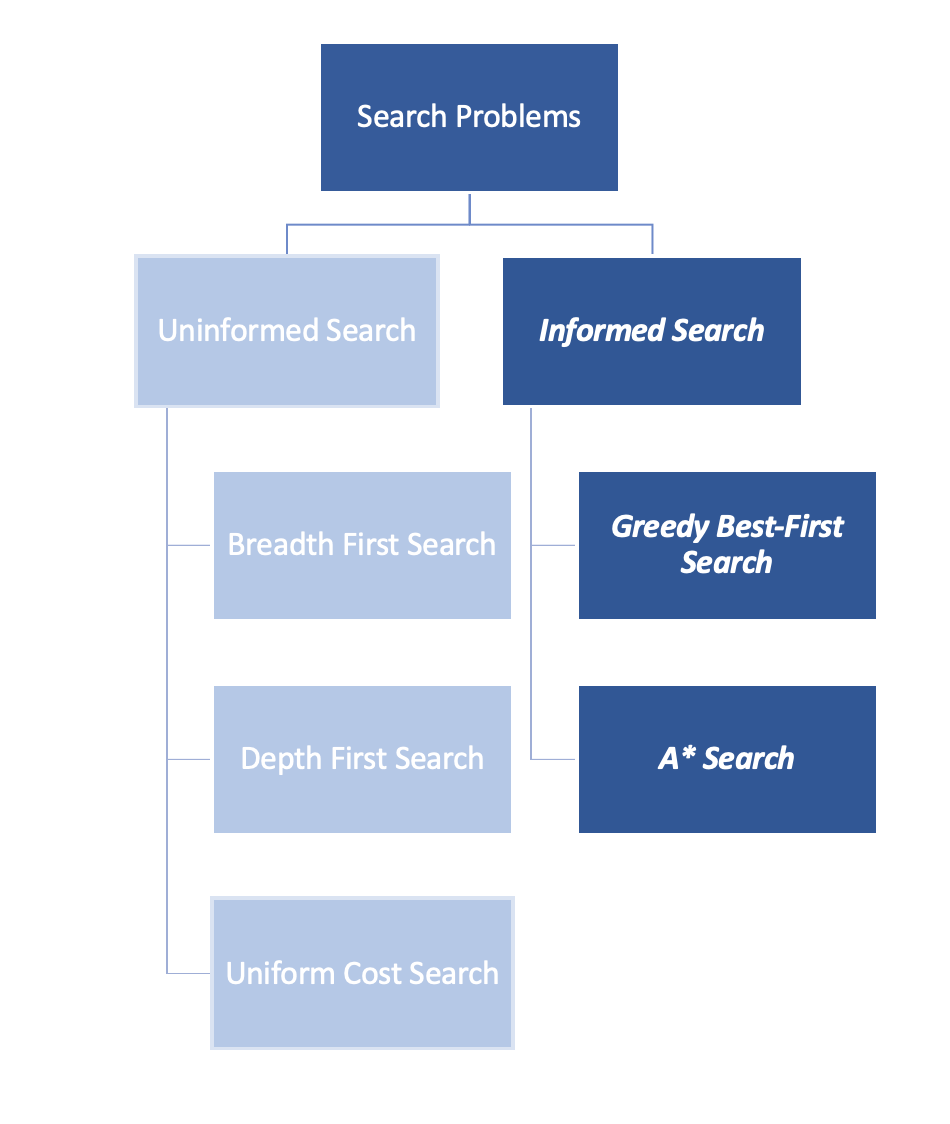 Search Problems
Uninformed Search
Informed Search
Breadth First Search
Greedy Best-First
Search
Depth First Search
A* Search
Uniform Cost Search